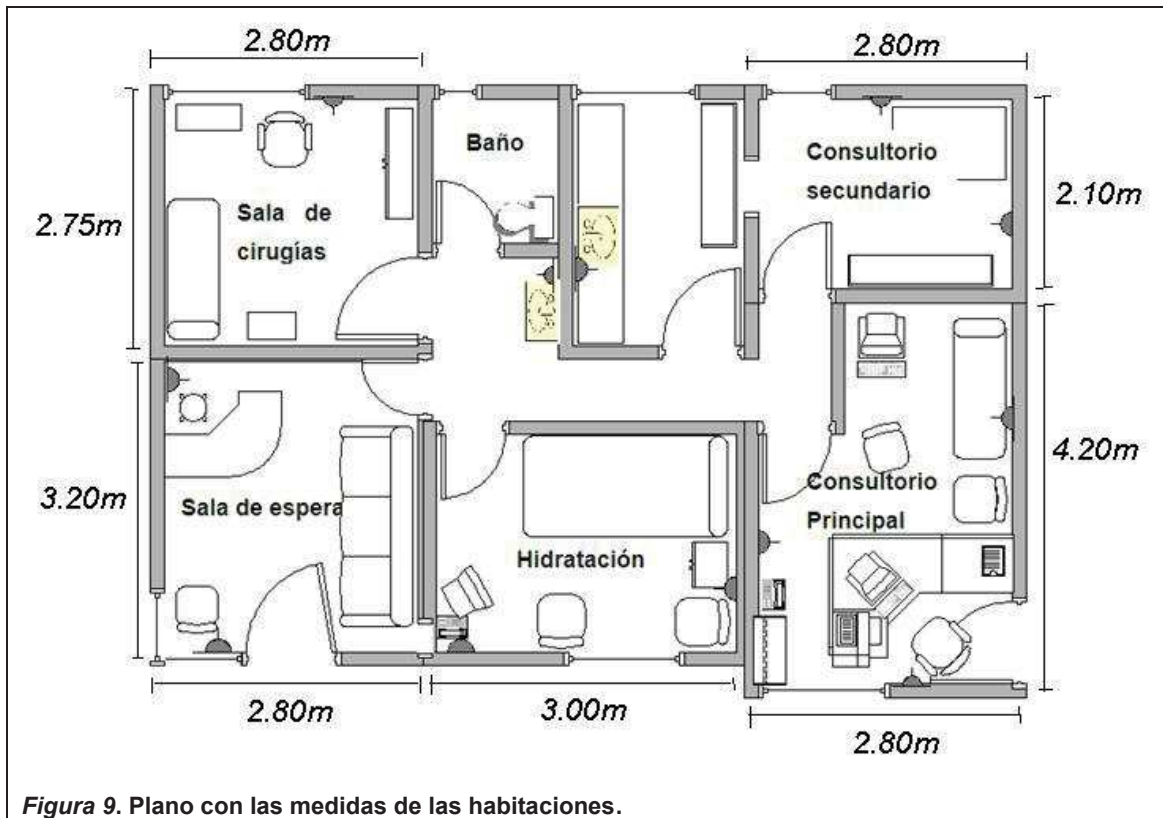 2.80m
2.80m
Baño
Consultorio
secundario
2.75m
Sala de
cirugías
2.10m
3.20m
4.20m
Sala de espera
Consultorio
Principal
Hidratación
2.80m
3.00m
2.80m
Figura 9. Plano con las medidas de las habitaciones.